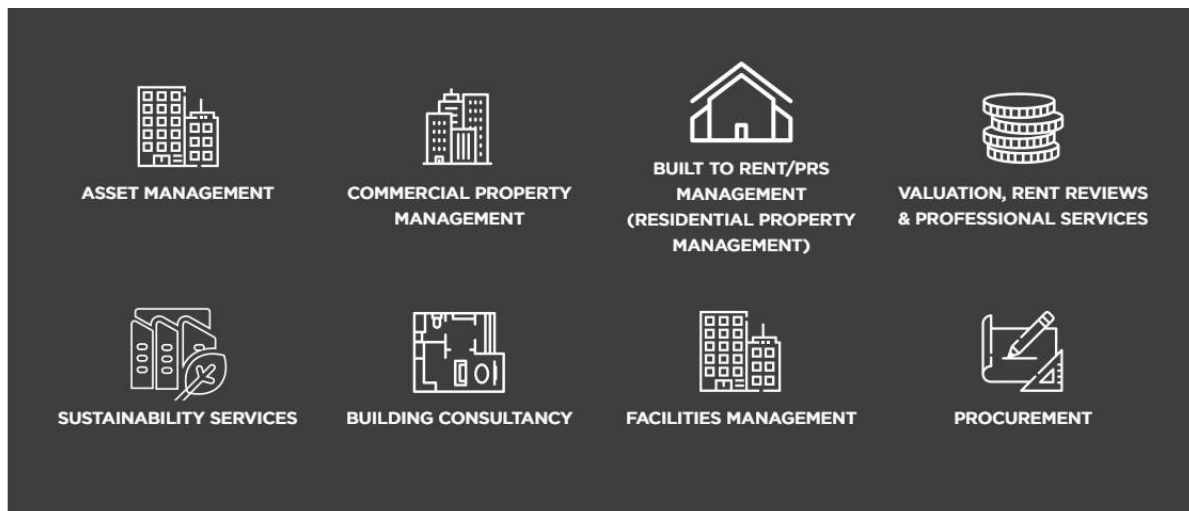 ASSET MANAGEMENT
COMMERCIAL PROPERTY
MANAGEMENT
BUILT TO RENT/PRS
MANAGEMENT
(RESIDENTIAL PROPERTY
MANAGEMENT)
VALUATION, RENT REVIEWS
& PROFESSIONAL SERVICES
SUSTAINABILITY SERVICES
BUILDING CONSULTANCY
FACILITIES MANAGEMENT
PROCUREMENT